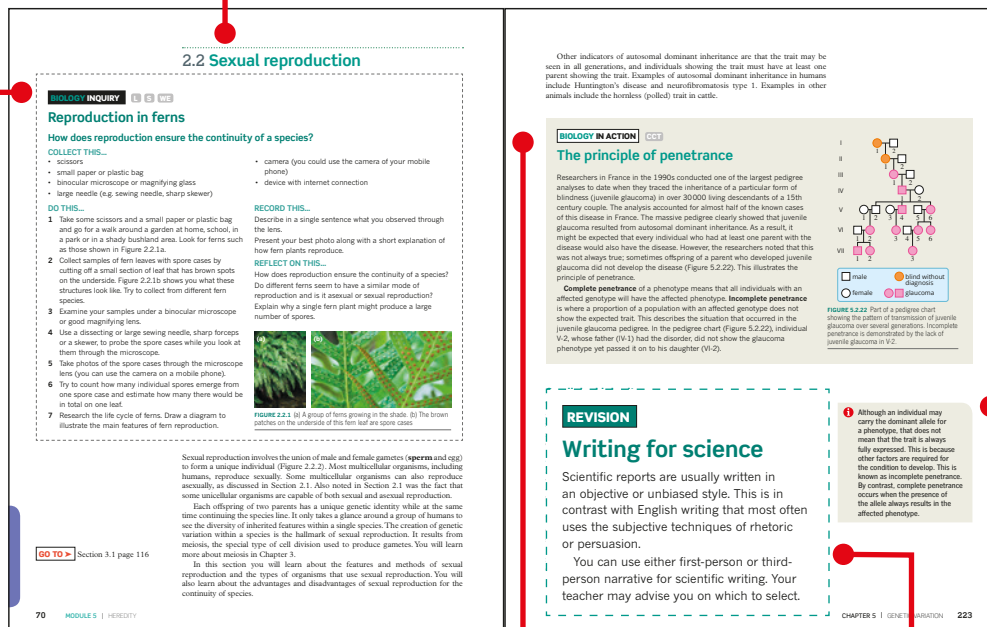 2.2 Sexual reproduction
BIOLOGY INQUIRY L S WE
Reproduction in ferns
How does reproduction ensure the continuity of a species?
COLLECT THIS...
• scissors
• small paper or plastic bag
• binocular microscope or magnifying glass
• large needle (e.g. sewing needle, sharp skewer)
• camera (you could use the camera of your mobile
phone)
• device with internet connection
DO THIS...
1 Take some scissors and a small paper or plastic bag
and go for a walk around a garden at home, school, in
a park or in a shady bushland area. Look for ferns such
as those shown in Figure 2.2.1a.
2 Collect samples of fern leaves with spore cases by
cutting off a small section of leaf that has brown spots
on the underside. Figure 2.2.1b shows you what these
structures look like. Try to collect from different fern
species.
3 Examine your samples under a binocular microscope
or good magnifying lens.
4 Use a dissecting or large sewing needle, sharp forceps
or a skewer, to probe the spore cases while you look at
them through the microscope.
5 Take photos of the spore cases through the microscope
lens (you can use the camera on a mobile phone).
6 Try to count how many individual spores emerge from
one spore case and estimate how many there would be
in total on one leaf.
7 Research the life cycle of ferns. Draw a diagram to
illustrate the main features of fern reproduction.
RECORD THIS...
Describe in a single sentence what you observed through
the lens.
Present your best photo along with a short explanation of
how fern plants reproduce.
REFLECT ON THIS...
How does reproduction ensure the continuity of a species?
Do different ferns seem to have a similar mode of
reproduction and is it asexual or sexual reproduction?
Explain why a single fern plant might produce a large
number of spores.
(a) (b)
FIGURE 2.2.1 (a) A group of ferns growing in the shade. (b) The brown
patches on the underside of this fern leaf are spore cases
Sexual reproduction involves the union of male and female gametes (sperm and egg)
to form a unique individual (Figure 2.2.2). Most multicellular organisms, including
humans, reproduce sexually. Some multicellular organisms can also reproduce
asexually, as discussed in Section 2.1. Also noted in Section 2.1 was the fact that
some unicellular organisms are capable of both sexual and asexual reproduction.
Each offspring of two parents has a unique genetic identity while at the same
time continuing the species line. It only takes a glance around a group of humans to
see the diversity of inherited features within a single species. The creation of genetic
variation within a species is the hallmark of sexual reproduction. It results from
meiosis, the special type of cell division used to produce gametes. You will learn
more about meiosis in Chapter 3.
In this section you will learn about the features and methods of sexual
reproduction and the types of organisms that use sexual reproduction. You will
also learn about the advantages and disadvantages of sexual reproduction for the
continuity of species.
GO TO ➤ Section 3.1 page 116
70 MODULE 5 | HEREDITY
Other indicators of autosomal dominant inheritance are that the trait may be
seen in all generations, and individuals showing the trait must have at least one
parent showing the trait. Examples of autosomal dominant inheritance in humans
include Huntington's disease and neurofibromatosis type 1. Examples in other
animals include the hornless (polled) trait in cattle.
BIOLOGY IN ACTION CCT
The principle of penetrance
Researchers in France in the 1990s conducted one of the largest pedigree
analyses to date when they traced the inheritance of a particular form of
blindness (juvenile glaucoma) in over 30000 living descendants of a 15th
century couple. The analysis accounted for almost half of the known cases
of this disease in France. The massive pedigree clearly showed that juvenile
glaucoma resulted from autosomal dominant inheritance. As a result, it
might be expected that every individual who had at least one parent with the
disease would also have the disease. However, the researchers noted that this
was not always true; sometimes offspring of a parent who developed juvenile
glaucoma did not develop the disease (Figure 5.2.22). This illustrates the
principle of penetrance.
Complete penetrance of a phenotype means that all individuals with an
affected genotype will have the affected phenotype. Incomplete penetrance
is where a proportion of a population with an affected genotype does not
show the expected trait. This describes the situation that occurred in the
juvenile glaucoma pedigree. In the pedigree chart (Figure 5.2.22), individual
V-2, whose father (IV-1) had the disorder, did not show the glaucoma
phenotype yet passed it on to his daughter (VI-2).
I
1 2
II
1 2
III
1 2
IV
1 2
V
1 2 3 4 5 6
VI
1 2 3 4 5 6
VII
1 2 3
male
blind without
diagnosis
female
glaucoma
FIGURE 5.2.22 Part of a pedigree chart
showing the pattern of transmission of juvenile
glaucoma over several generations. Incomplete
penetrance is demonstrated by the lack of
juvenile glaucoma in V-2.
REVISION
Writing for science
Scientific reports are usually written in
an objective or unbiased style. This is in
contrast with English writing that most often
uses the subjective techniques of rhetoric
or persuasion.
You can use either first-person or third-
person narrative for scientific writing. Your
teacher may advise you on which to select.
i Although an individual may
carry the dominant allele for
a phenotype, that does not
mean that the trait is always
fully expressed. This is because
other factors are required for
the condition to develop. This is
known as incomplete penetrance.
By contrast, complete penetrance
occurs when the presence of
the allele always results in the
affected phenotype.
CHAPTER 5 | GENETIC VARIATION 223